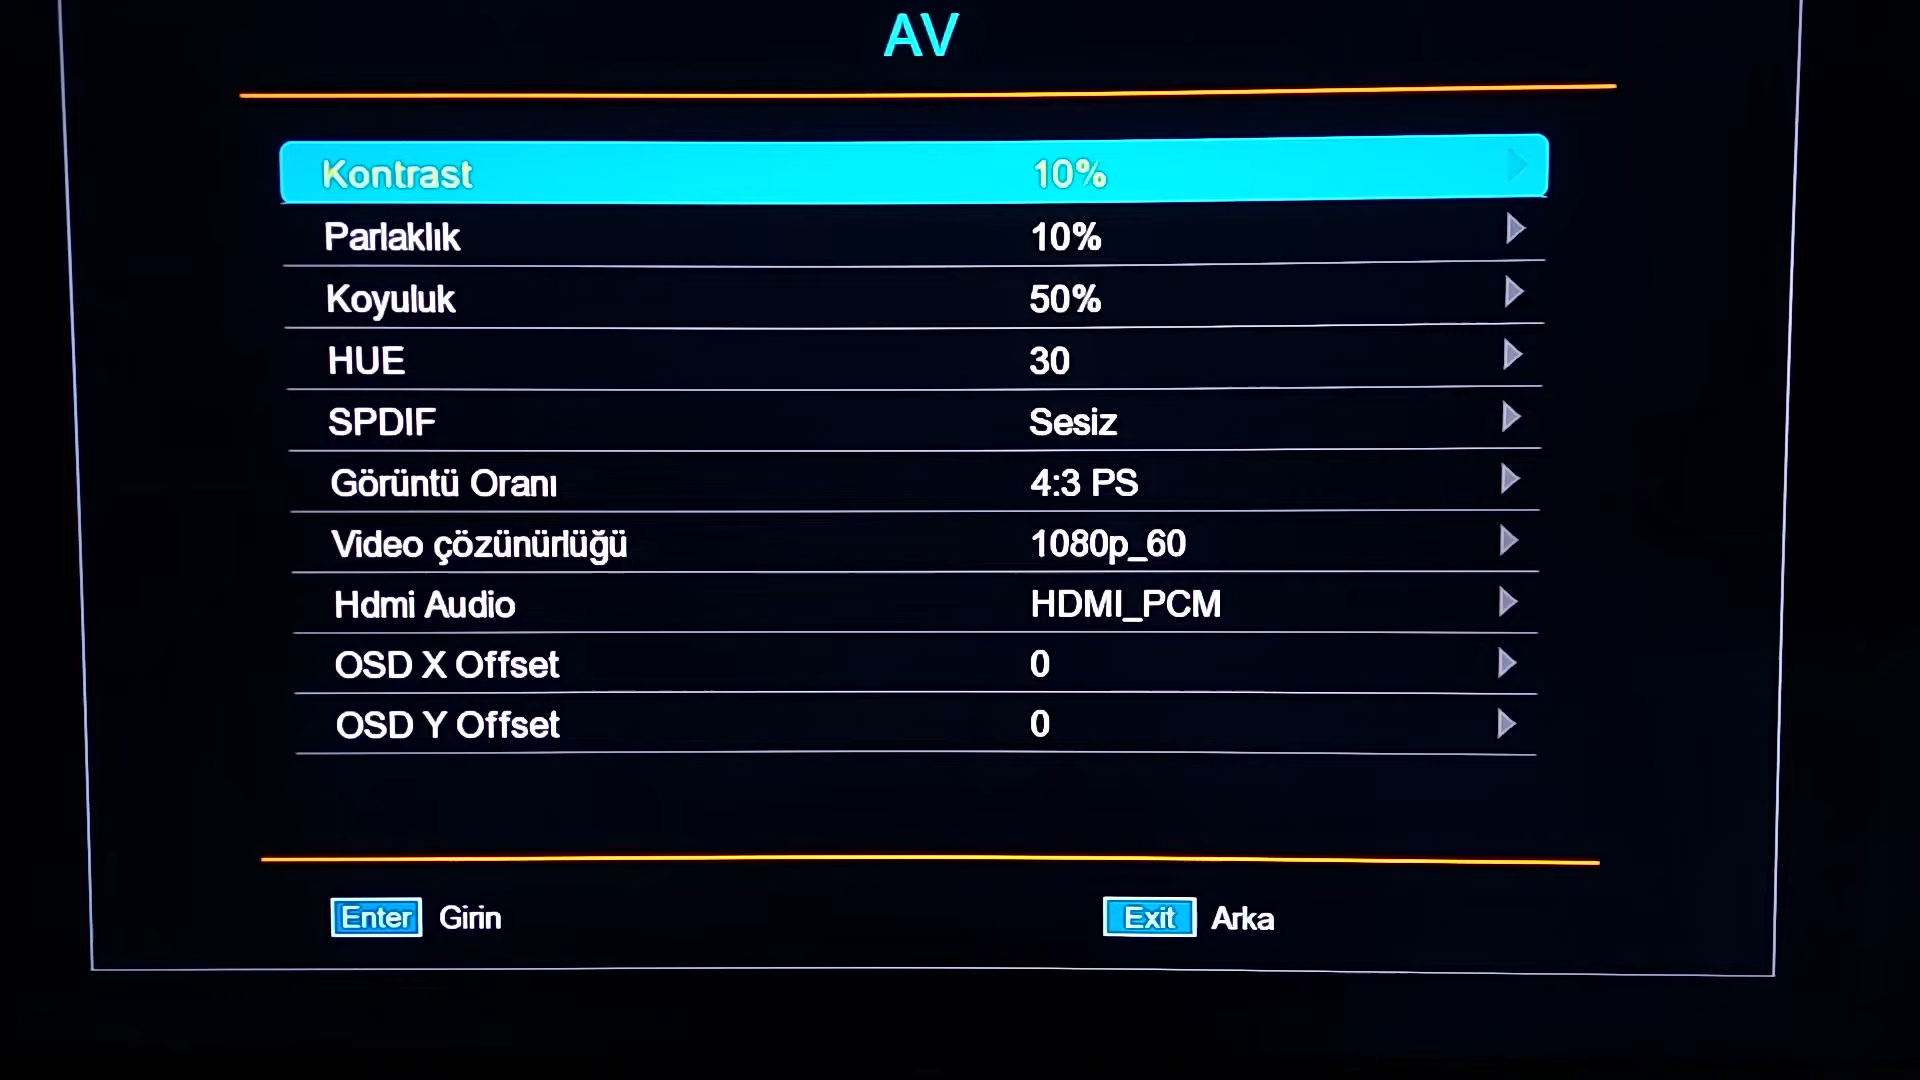 AV
Kontrast 10%
Parlaklık 10%
Koyuluk 50%
HUE 30
SPDIF Sesiz
Görüntü Oranı 4:3 PS
Video çözünürlüğü 1080p_60
Hdmi Audio HDMI_PCM
OSD X Offset 0
OSD Y Offset 0
Enter Girin Exit Arka